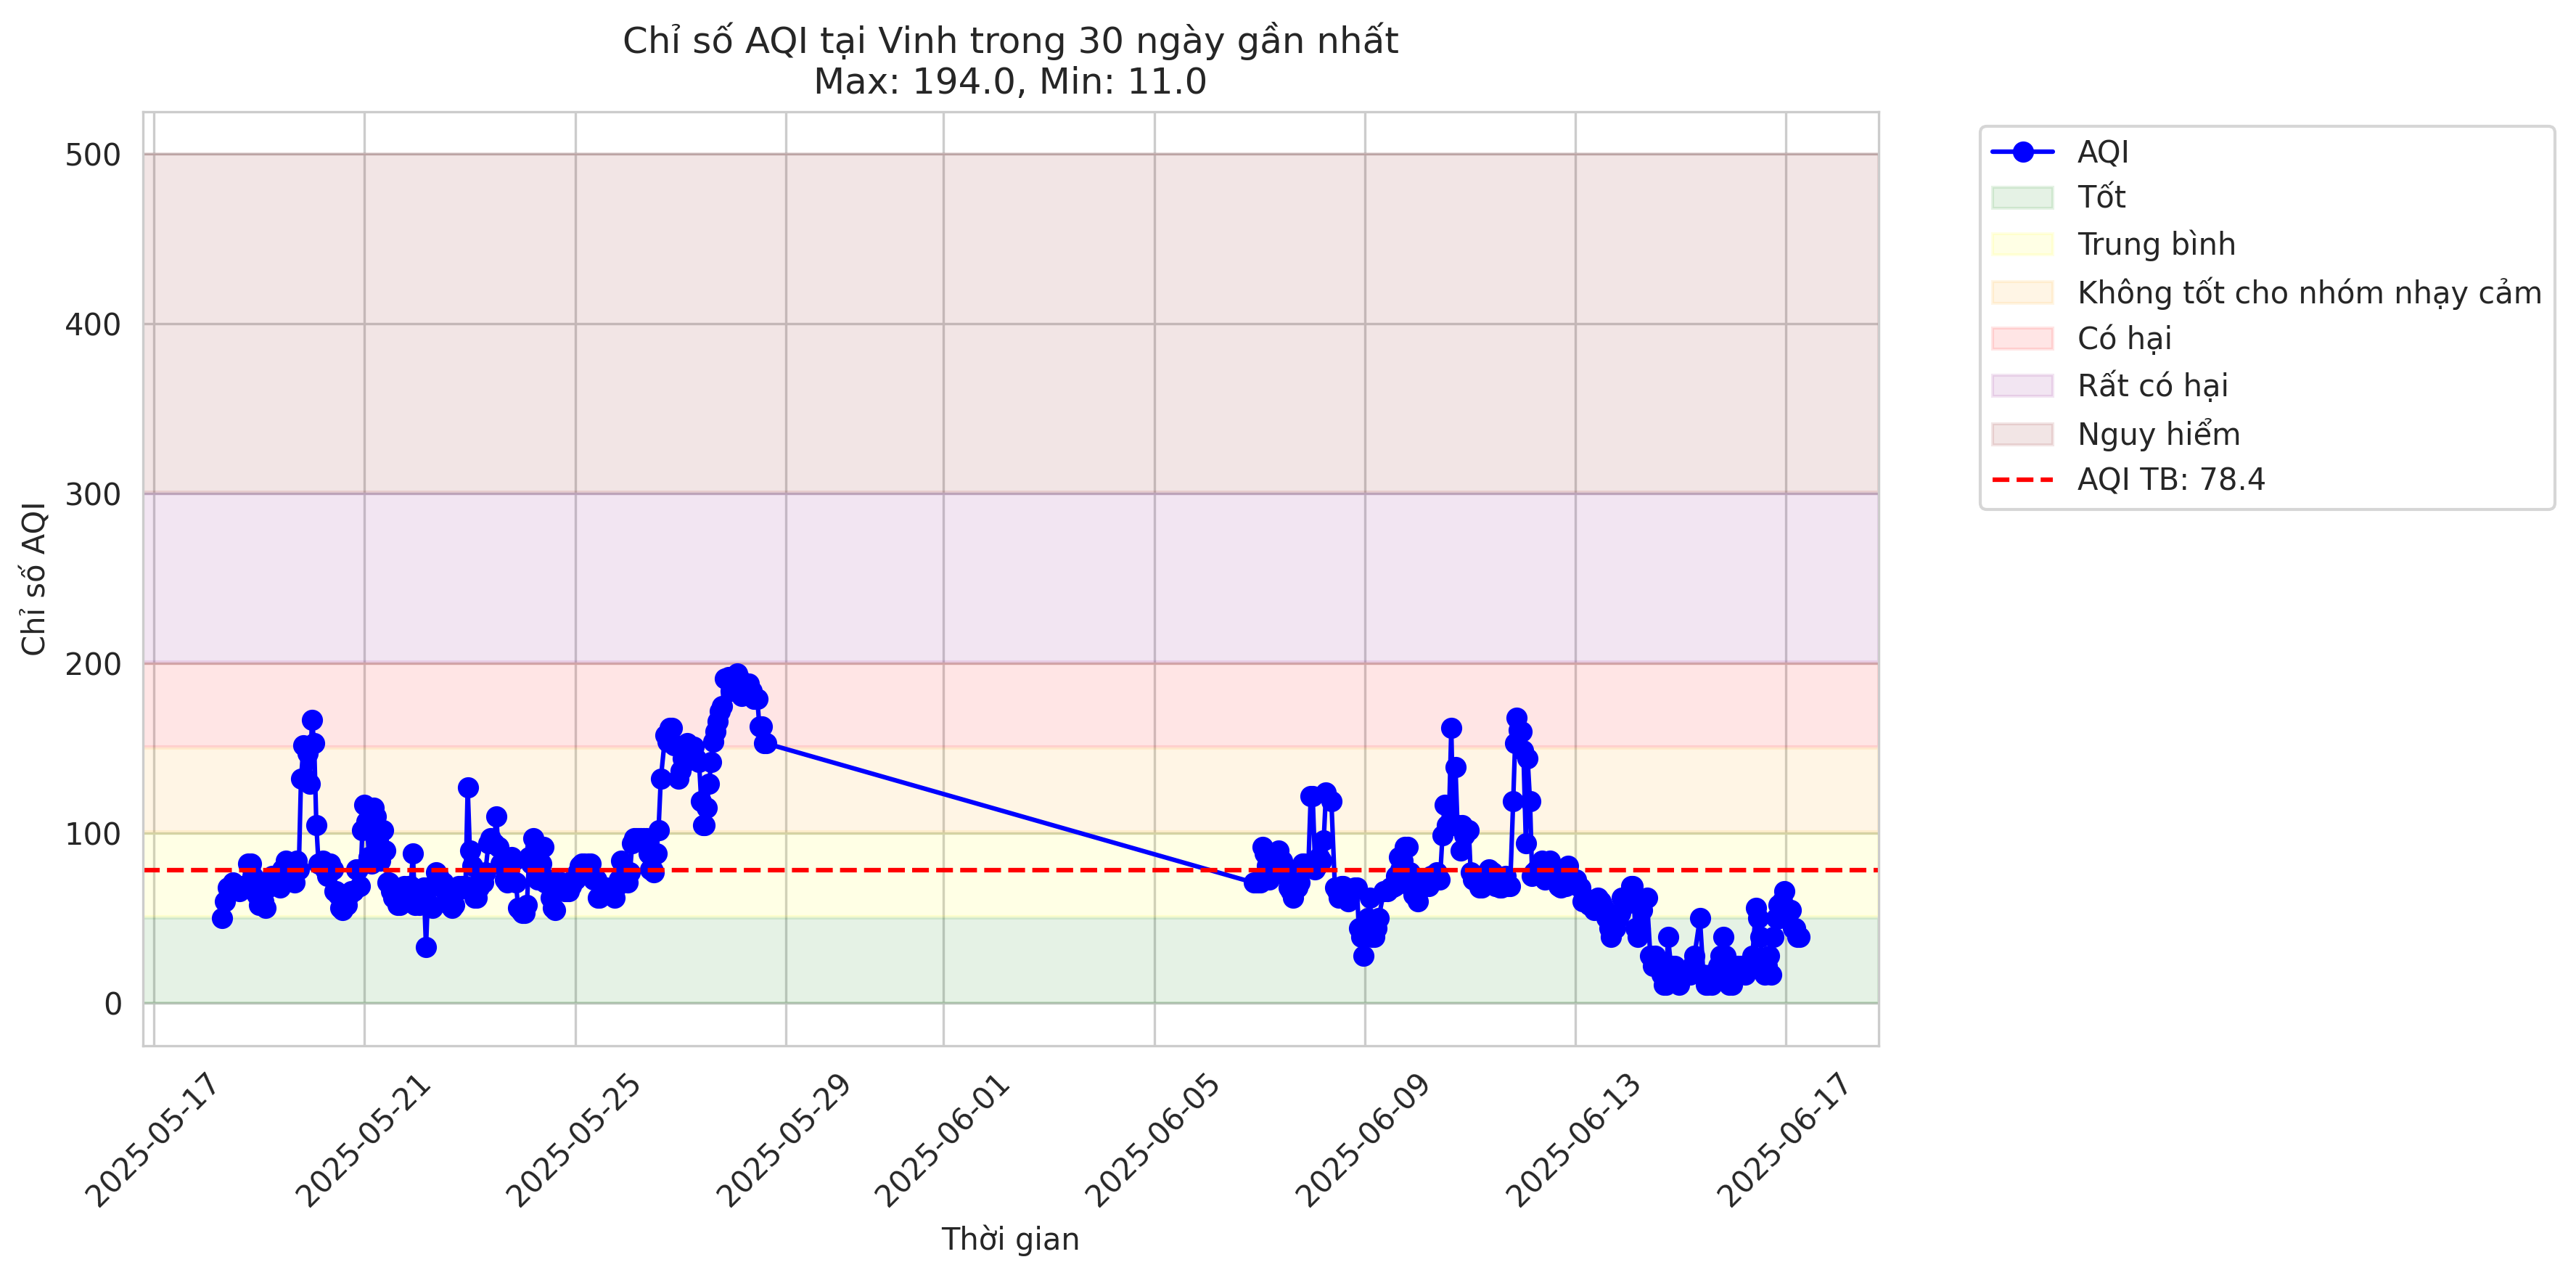 Chỉ số AQI tại Vinh trong 30 ngày gần nhất
Max: 194.0, Min: 11.0
Chỉ số AQI
500
400
300
200
100
0
2025-05-17
2025-05-21
2025-05-25
2025-05-29
2025-06-01
2025-06-05
2025-06-09
2025-06-13
2025-06-17
Thời gian
AQI
Tốt
Trung bình
Không tốt cho nhóm nhạy cảm
Có hại
Rất có hại
Nguy hiểm
AQI TB: 78.4